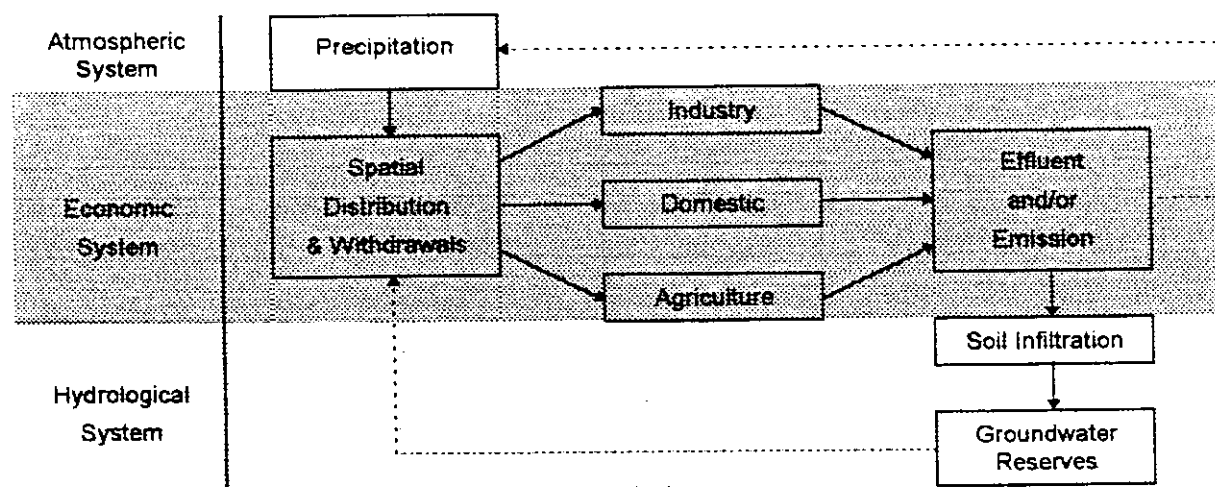 Atmospheric
System
Precipitation
Economic
System
Spatial
Distribution
& Withdrawals
Industry
Domestic
Agriculture
Effluent
and/or
Emission
Hydrological
System
Soil Infiltration
Groundwater
Reserves